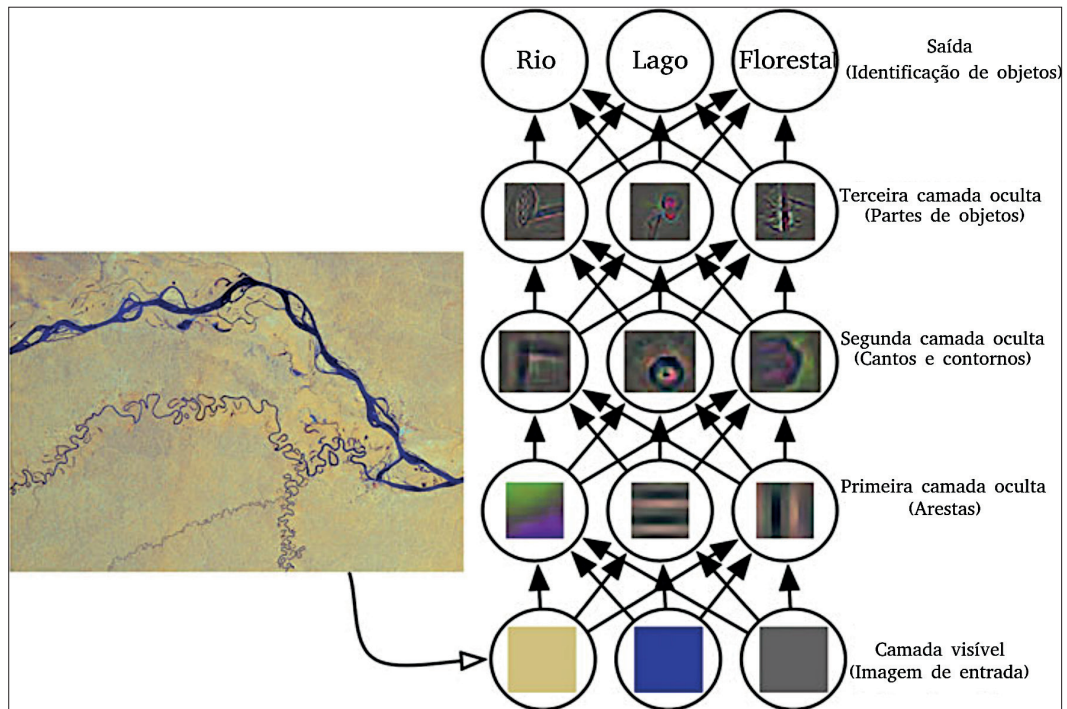 Rio
Lago
Florestal
Saída
(Identificação de objetos)
Terceira camada oculta
(Partes de objetos)
Segunda camada oculta
(Cantos e contornos)
Primeira camada oculta
(Arestas)
Camada visível
(Imagem de entrada)